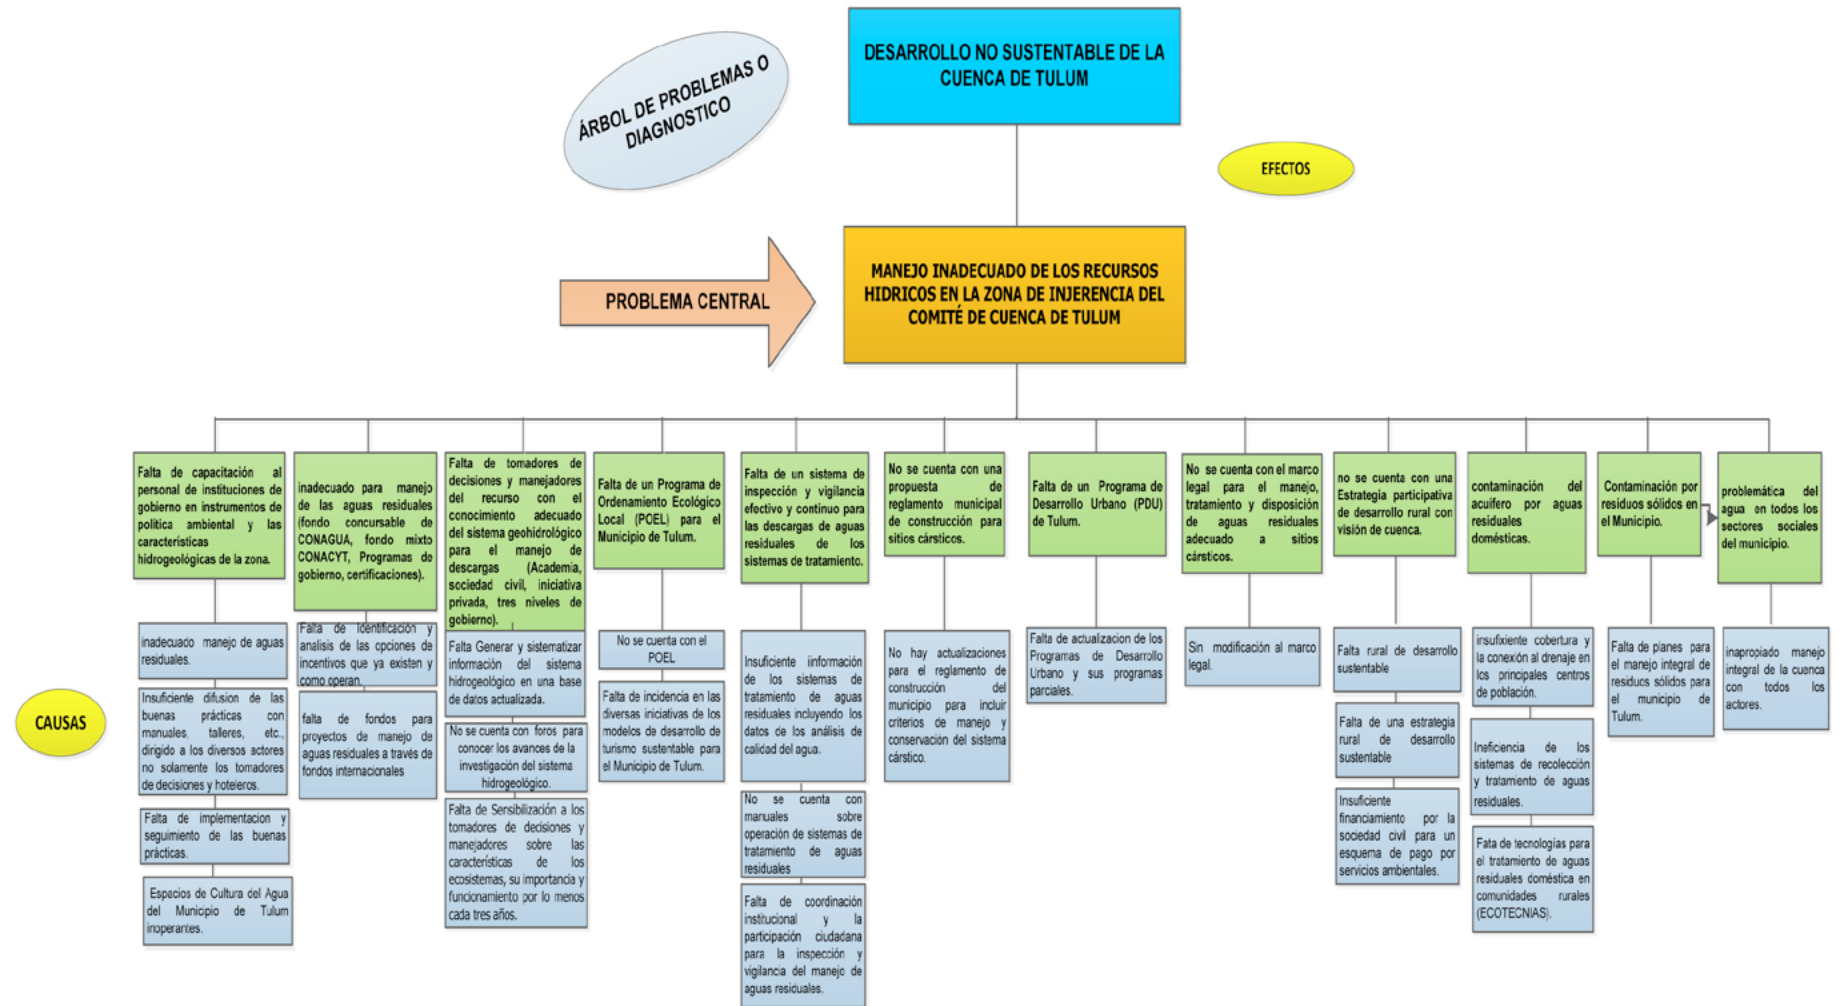 DESARROLLO NO SUSTENTABLE DE LA
CUENCA DE TULUM
ÁRBOL DE PROBLEMAS O
DIAGNOSTICO
EFECTOS
PROBLEMA CENTRAL
MANEJO INADECUADO DE LOS RECURSOS
HIDRICOS EN LA ZONA DE INJERENCIA DEL
COMITÉ DE CUENCA DE TULUM
Falta de capacitación al
personal de instituciones de
gobierno en instrumentos de
política ambiental y las
características
hidrogeológicas de la zona.
inadecuado para manejo
de las aguas residuales
(fondo concursable de
CONAGUA, fondo mixto
CONACYT, Programas de
gobierno, certificaciones).
Falta de tomadores de
decisiones y manejadores
del recurso con el
conocimiento adecuado
del sistema geohidrológico
para el manejo de
descargas (Academia,
sociedad civil, iniciativa
privada, tres niveles de
gobierno).
Falta de un Programa de
Ordenamiento Ecológico
Local (POEL) para el
Municipio de Tulum.
Falta de un sistema de
inspección y vigilancia
efectivo y continuo para
las descargas de aguas
residuales de los
sistemas de tratamiento.
No se cuenta con una
propuesta de
reglamento municipal
de construcción para
sitios cársticos.
Falta de un Programa de
Desarrollo Urbano (PDU)
de Tulum.
No se cuenta con el marco
legal para el manejo,
tratamiento y disposición
de aguas residuales
adecuado a sitios
cársticos.
no se cuenta con una
Estrategia participativa
de desarrollo rural con
visión de cuenca.
contaminación del
acuífero por aguas
residuales
domésticas.
Contaminación por
residuos sólidos en
el Municipio.
problemática del
agua en todos los
sectores sociales
del municipio.
CAUSAS
inadecuado manejo de aguas
residuales.
Insuficiente difusion de las
buenas prácticas con
manuales, talleres, etc.,
dirigido a los diversos actores
no solamente los tomadores
de decisiones y hoteleros.
Falta de implementacion y
seguimiento de las buenas
prácticas.
Espacios de Cultura del Agua
del Municipio de Tulum
inoperantes.
Falta de Identificación y
analisis de las opciones de
incentivos que ya existen y
como operan.
falta de fondos para
proyectos de manejo de
aguas residuales a través de
fondos internacionales
Falta Generar y sistematizar
información del sistema
hidrogeológico en una base
de datos actualizada.
No se cuenta con foros para
conocer los avances de la
investigación del sistema
hidrogeológico.
Falta de Sensibilización a los
tomadores de decisiones y
manejadores sobre las
características de los
ecosistemas, su importancia y
funcionamiento por lo menos
cada tres años.
No se cuenta con el
POEL
Falta de incidencia en las
diversas iniciativas de los
modelos de desarrollo de
turismo sustentable para
el Municipio de Tulum.
Insuficiente iinformación
de los sistemas de
tratamiento de aguas
residuales incluyendo los
datos de los análisis de
calidad del agua.
No se cuenta con
manuales sobre
operación de sistemas de
tratamiento de aguas
residuales
Falta de coordinación
institucional y la
participación ciudadana
para la inspección y
vigilancia del manejo de
aguas residuales.
No hay actualizaciones
para el reglamento de
construcción del
municipio para incluir
criterios de manejo y
conservación del sistema
cárstico.
Falta de actualizacion de los
Programas de Desarrollo
Urbano y sus programas
parciales.
Sin modificación al marco
legal.
Falta rural de desarrollo
sustentable
Falta de una estrategia
rural de desarrollo
sustentable
Insuficiente
financiamiento por la
sociedad civil para un
esquema de pago por
servicios ambientales.
insufixiente cobertura y
la conexión al drenaje en
los principales centros
de población.
Ineficiencia de los
sistemas de recolección
y tratamiento de aguas
residuales.
Fata de tecnologías para
el tratamiento de aguas
residuales doméstica en
comunidades rurales
(ECOTECNIAS).
Falta de planes para
el manejo integral de
residuos sólidos para
el municipio de
Tulum.
inapropiado manejo
integral de la cuenca
con todos los
actores.